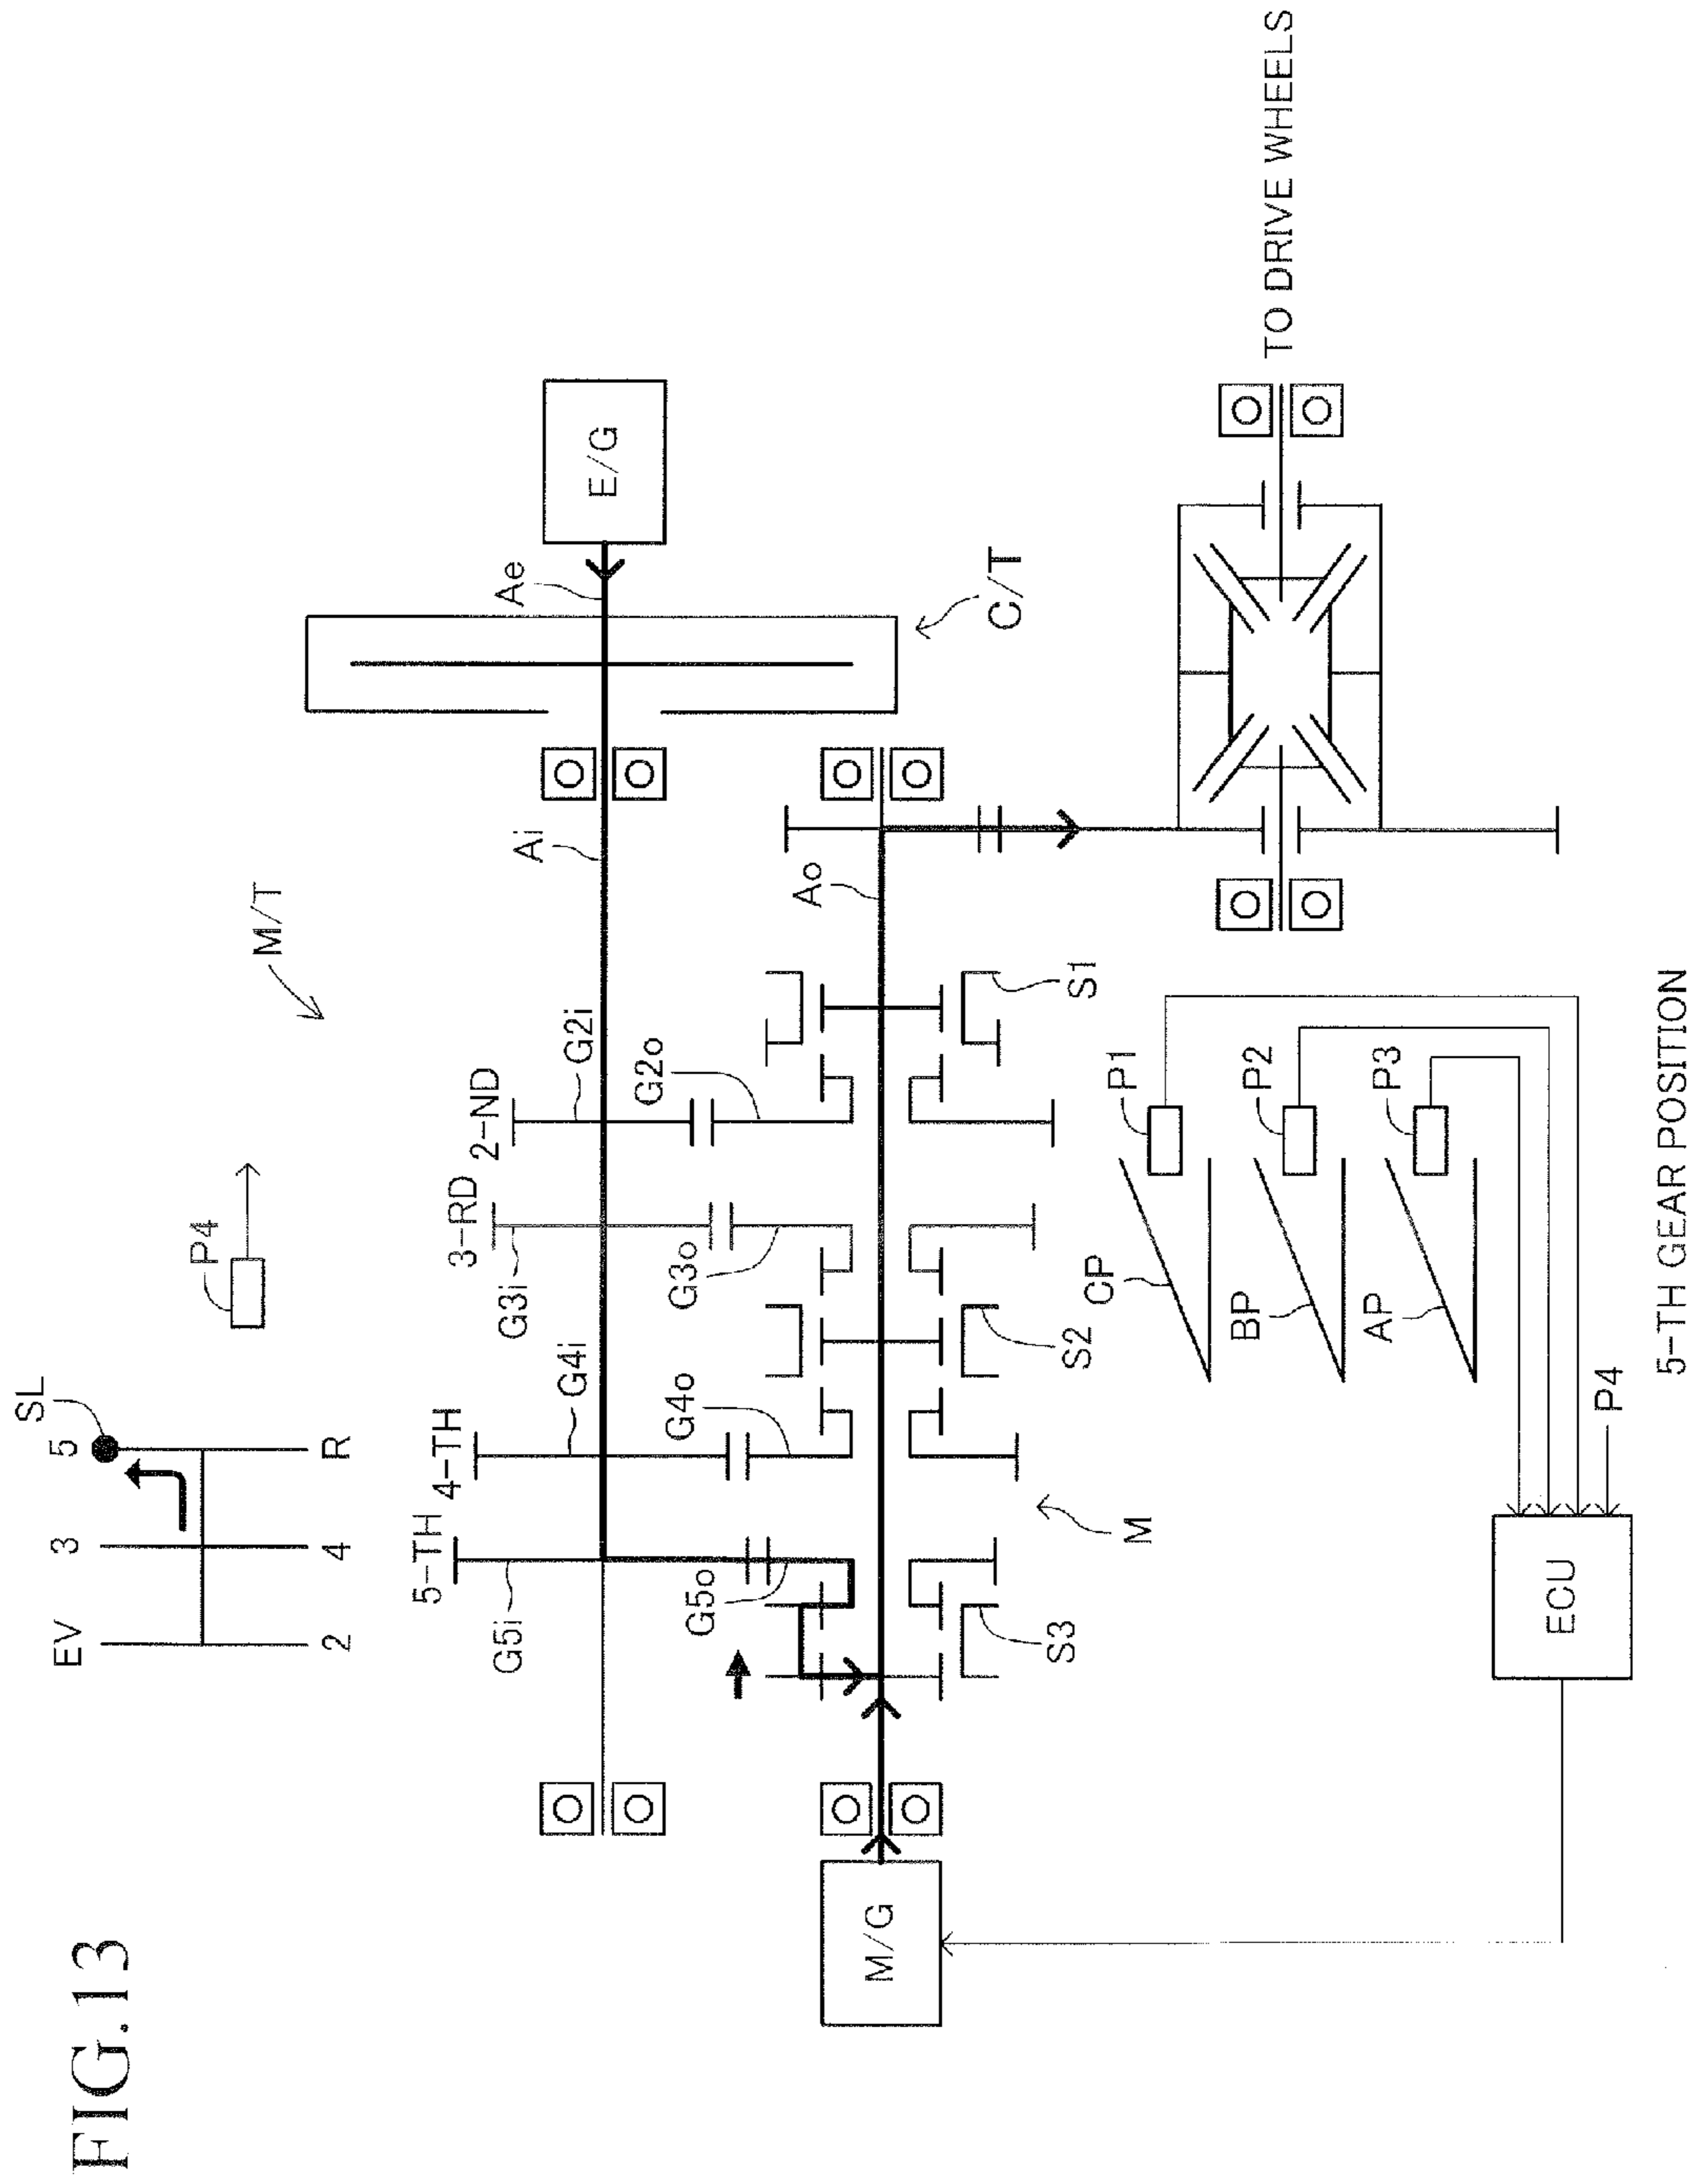 FIG.13
EV 3 5 SL
2 4 R
P4
M/T
5-TH
4-TH
3-RD
2-ND
G5i
G4i
G3i
G2i
Ai
Ae
E/G
G5o
G4o
G3o
G2o
Ao
C/T
M/G
S3
S2
S1
M
TO DRIVE WHEELS
CP
P1
BP
P2
AP
P3
P4
ECU
5-TH GEAR POSITION